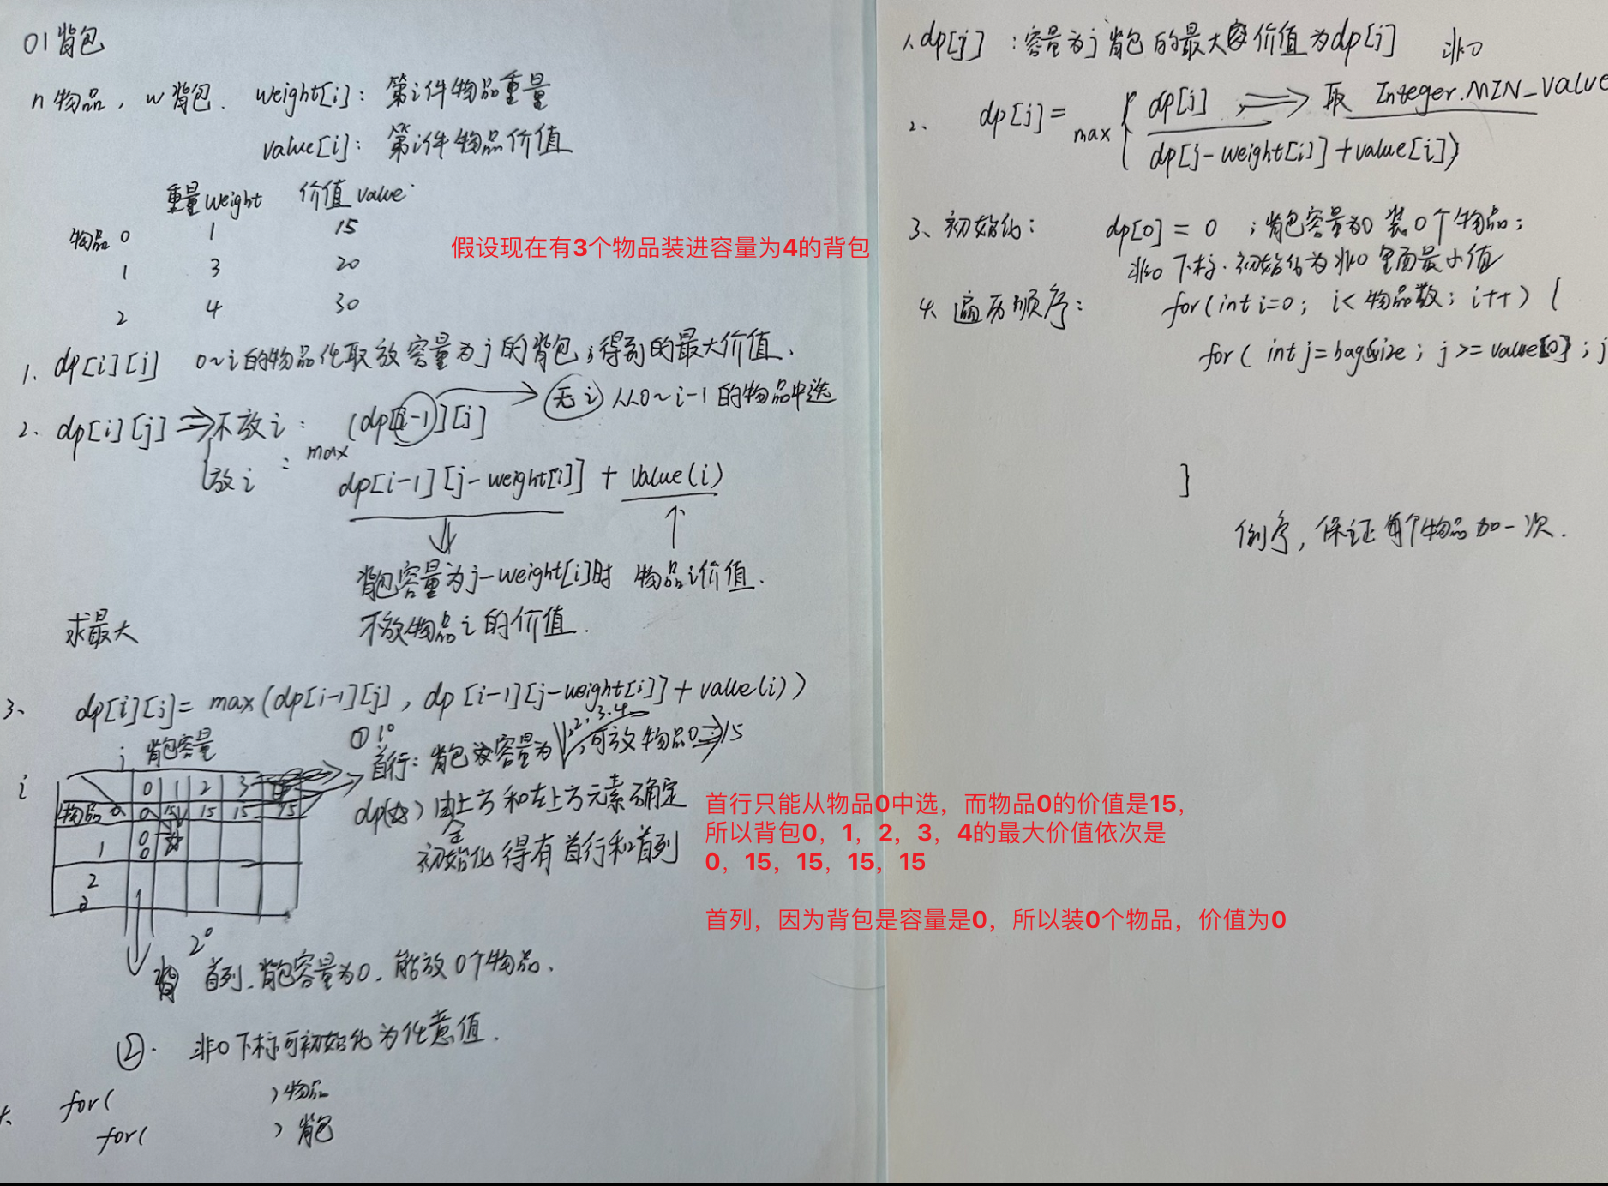 01背包
n物品，w背包. weight[i]: 第i件物品重量
value[i]: 第i件物品价值
重量weight 价值value
物品0 1 15
1 3 20
2 4 30
假设现在有3个物品装进容量为4的背包
1. dp[i][j] 0~i的物品任取放容量为j的背包,得到的最大价值.
2. dp[i][j] ⇒ 不放i: (dp[i-1][j] → 无i 从0~i-1的物品中选
max
放i: dp[i-1][j-weight[i]] + value(i)
背包容量为j-weight[i]时 物品i价值.
不放物品i的价值.
求最大
3、 dp[i][j]= max(dp[i-1][j], dp[i-1][j-weight[i]]+value(i))
j 背包容量
i
0 1 2 3
物品0 0 15 15 15 15
1 0
2
① 1° 首行: 背包容量为1,2,3,4 可放物品0⇒15
由上方和左上方元素确定
初始化得有首行和首列
首行只能从物品0中选，而物品0的价值是15，
所以背包0，1，2，3，4的最大价值依次是
0，15，15，15，15
首列，因为背包是容量是0，所以装0个物品，价值为0
2° 首列.背包容量为0. 能放0个物品.
②. 非0下标可初始化为任意值.
4、 for( )物品
for( )背包
1、dp[j]: 容量为j背包的最大价值为dp[j] 非0
2、 dp[j]= max { dp[j] ⇒ 取 Integer.MIN_VALUE
dp[j-weight[i]]+value[i])
3、初始化: dp[0] = 0 ; 背包容量为0 装0个物品;
非0下标.初始化为非0里面最小值
4、遍历顺序: for(int i=0; i<物品数; i++) {
for( int j=bagsize; j>=value[0]; j
}
倒序, 保证每个物品加一次.